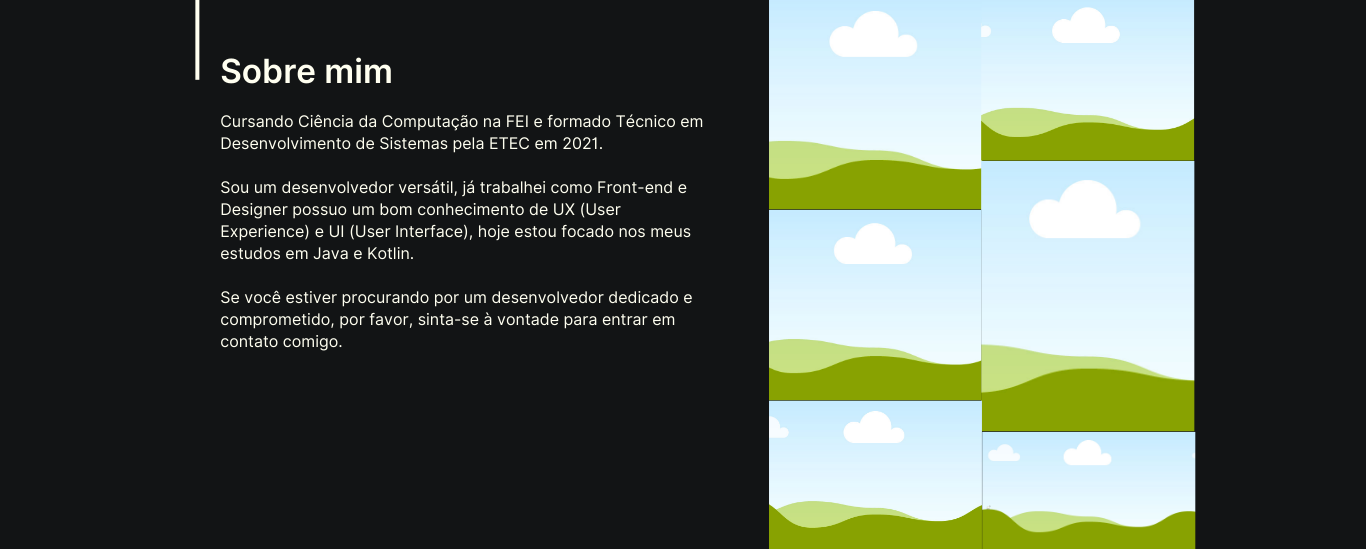 Sobre mim
Cursando Ciência da Computação na FEI e formado Técnico em
Desenvolvimento de Sistemas pela ETEC em 2021.
Sou um desenvolvedor versátil, já trabalhei como Front-end e
Designer possuo um bom conhecimento de UX (User
Experience) e UI (User Interface), hoje estou focado nos meus
estudos em Java e Kotlin.
Se você estiver procurando por um desenvolvedor dedicado e
comprometido, por favor, sinta-se à vontade para entrar em
contato comigo.